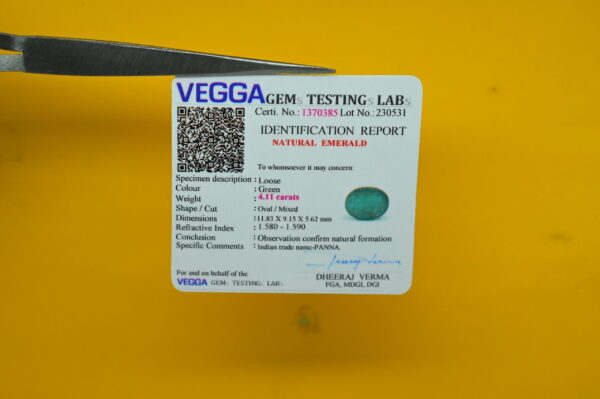 VEGGA GEMS TESTINGS LABS
Certi. No.: 1370385 Lot No.: 230531
IDENTIFICATION REPORT
NATURAL EMERALD
To whomsoever it may concern:
Specimen description : Loose
Colour : Green
Weight : 4.11 carats
Shape / Cut : Oval / Mixed
Dimensions : 11.83 X 9.15 X 5.62 mm
Refractive Index : 1.580 - 1.590
Conclusion : Observation confirm natural formation
Specific Comments : Indian trade name-PANNA.
For and on behalf of the
VEGGA GEMS TESTINGS LABS
DHEERAJ VERMA
FGA, MDGI, DGI